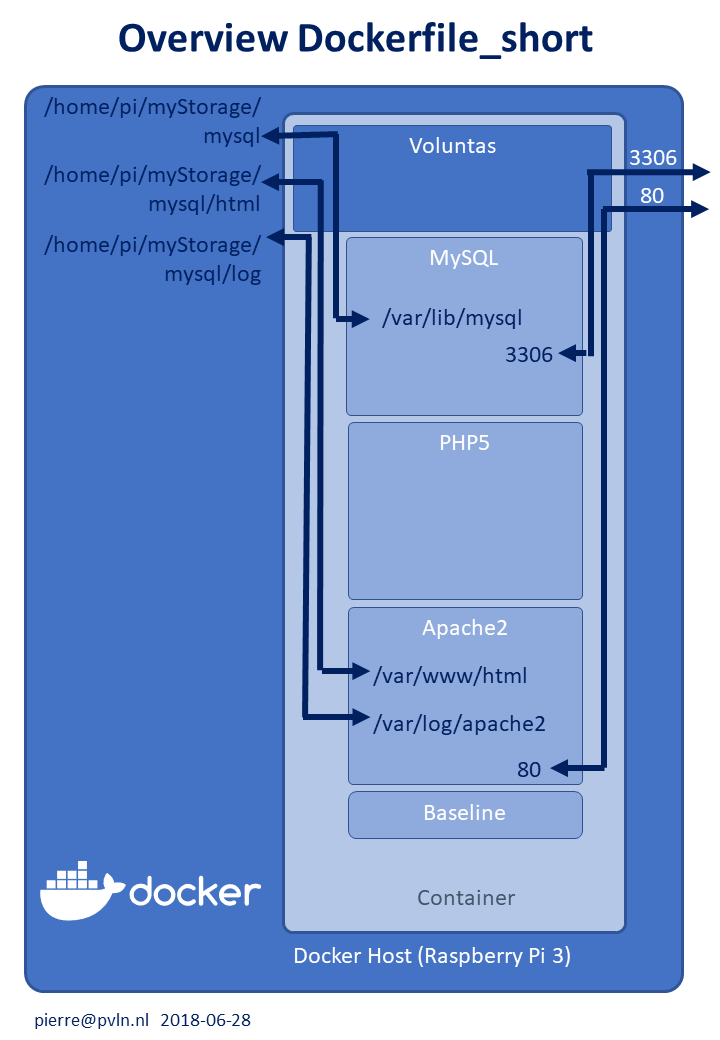 Overview Dockerfile_short
/home/pi/myStorage/
mysql
/home/pi/myStorage/
mysql/html
/home/pi/myStorage/
mysql/log
Voluntas
3306
80
MySQL
/var/lib/mysql
3306
PHP5
Apache2
/var/www/html
/var/log/apache2
80
Baseline
docker
Container
Docker Host (Raspberry Pi 3)
pierre@pvln.nl 2018-06-28